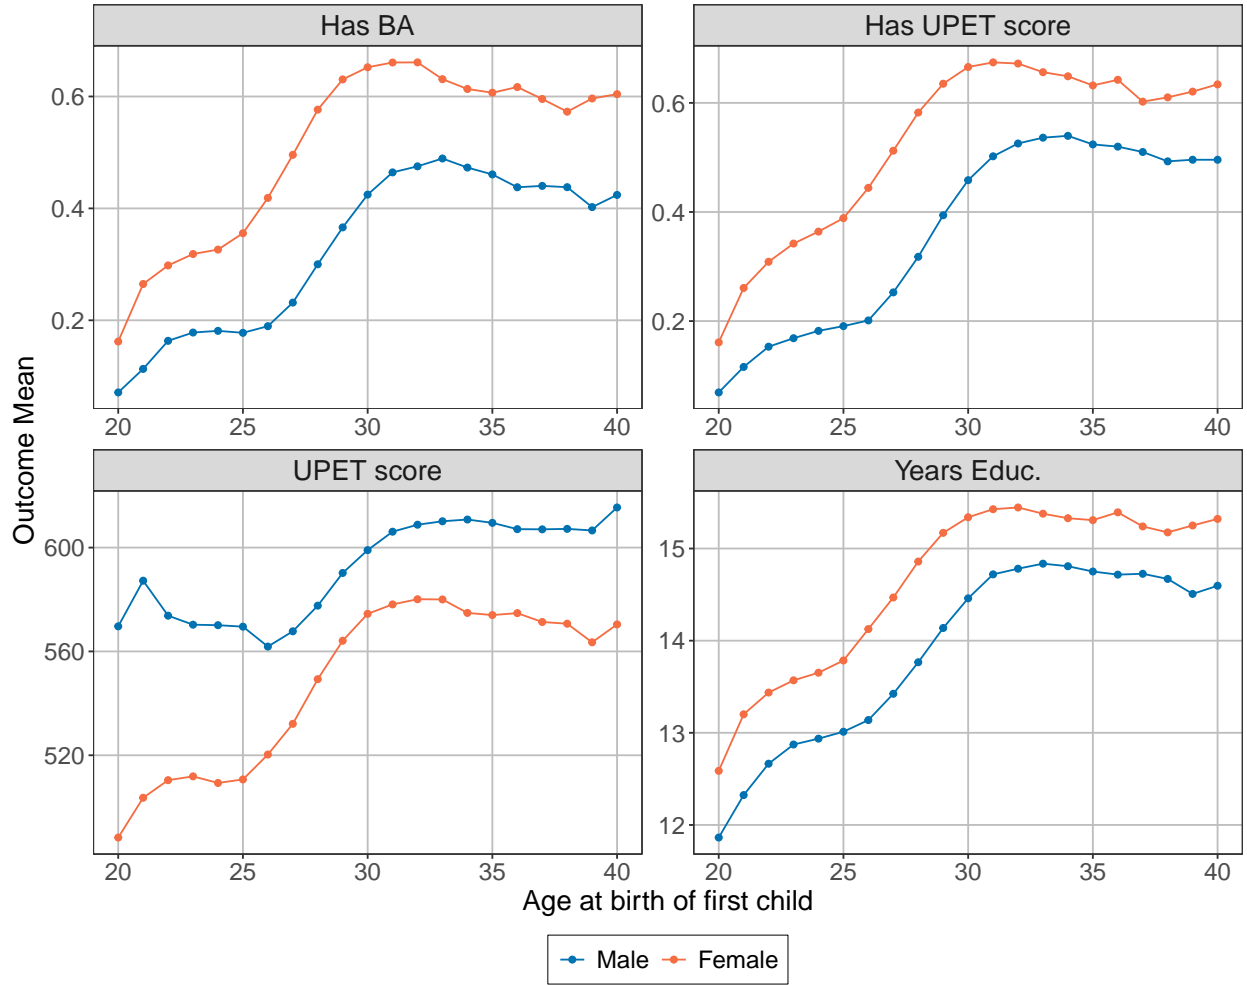 Has BA
Has UPET score
0.6
0.4
0.2
20 25 30 35 40
0.6
0.4
0.2
20 25 30 35 40
Outcome Mean
UPET score
Years Educ.
600
560
520
20 25 30 35 40
15
14
13
12
20 25 30 35 40
Age at birth of first child
Male Female